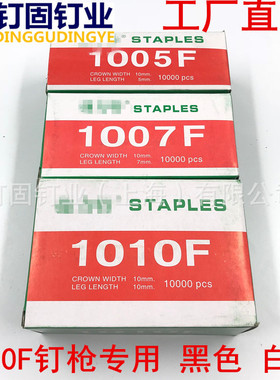 钉固钉业 工厂直
DINGGUDINGYE
STAPLES
1005F
CROWN WIDTH 10mm.
LEG LENGTH 5mm. 10000 pcs
STAPLES
1007F
CROWN WIDTH 10mm.
LEG LENGTH 7mm. 10000 pcs
钉固钉业(上海)有限公司
STAPLES
1010F
CROWN WIDTH 10mm.
LEG LENGTH 10mm. 10000 pcs
10F钉枪专用 黑色 白